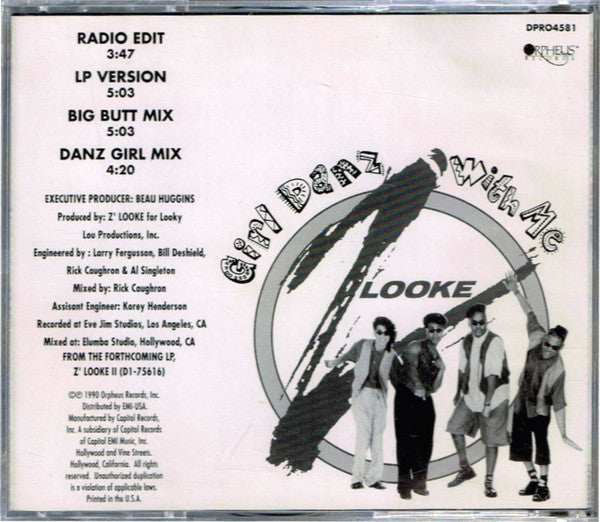 DPRO4581
ORPHEUS
RECORDS
RADIO EDIT
3:47
LP VERSION
5:03
BIG BUTT MIX
5:03
DANZ GIRL MIX
4:20
EXECUTIVE PRODUCER: BEAU HUGGINS
Produced by: Z' LOOKE for Looky
Lou Productions, Inc.
Engineered by : Larry Fergusson, Bill Deshield,
Rick Caughron & Al Singleton
Mixed by: Rick Caughron
Assisant Engineer: Korey Henderson
Recorded at Eve Jim Studios, Los Angeles, CA
Mixed at: Elumba Studio, Hollywood, CA
FROM THE FORTHCOMING LP,
Z' LOOKE II (D1-75616)
©℗ 1990 Orpheus Records, Inc.
Distributed by EMI-USA.
Manufactured by Capitol Records,
Inc. A subsidiary of Capitol Records
of Capitol EMI Music, Inc.
Hollywood and Vine Streets.
Hollywood, California. All rights
reserved. Unauthorized duplication
is a violation of applicable laws.
Printed in the U.S.A.
Girl Danz With Me
Z' LOOKE